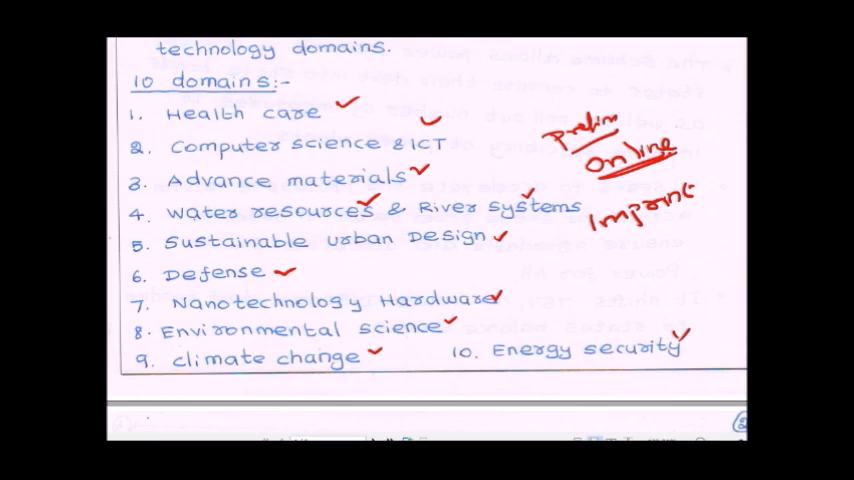 technology domains.
10 domains:-
1. Health care
2. Computer science & ICT
3. Advance materials
4. Water resources & River systems
5. Sustainable urban Design
6. Defense
7. Nanotechnology Hardware
8. Environmental science
9. climate change
10. Energy security
Prelims
Online